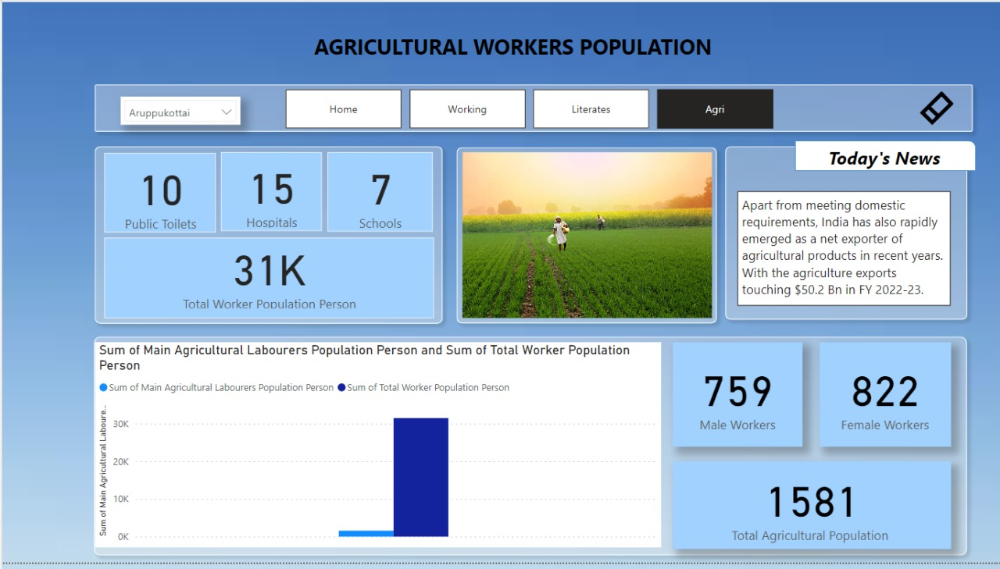 AGRICULTURAL WORKERS POPULATION
Aruppukottai
Home
Working
Literates
Agri
10
Public Toilets
15
Hospitals
7
Schools
31K
Total Worker Population Person
Today's News
Apart from meeting domestic
requirements, India has also rapidly
emerged as a net exporter of
agricultural products in recent years.
With the agriculture exports
touching $50.2 Bn in FY 2022-23.
Sum of Main Agricultural Labourers Population Person and Sum of Total Worker Population
Person
Sum of Main Agricultural Labourers Population Person
Sum of Total Worker Population Person
Sum of Main Agricultural Laboure...
30K
20K
10K
0K
759
Male Workers
822
Female Workers
1581
Total Agricultural Population